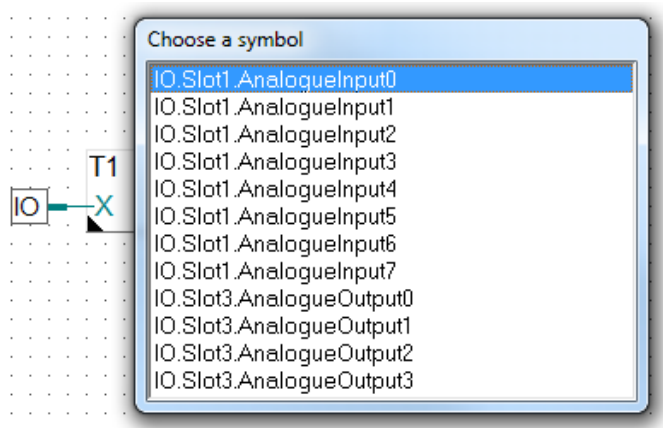 Choose a symbol
IO.Slot1.AnalogueInput0
IO.Slot1.AnalogueInput1
IO.Slot1.AnalogueInput2
IO.Slot1.AnalogueInput3
IO.Slot1.AnalogueInput4
IO.Slot1.AnalogueInput5
IO.Slot1.AnalogueInput6
IO.Slot1.AnalogueInput7
IO.Slot3.AnalogueOutput0
IO.Slot3.AnalogueOutput1
IO.Slot3.AnalogueOutput2
IO.Slot3.AnalogueOutput3
T1
IO
X